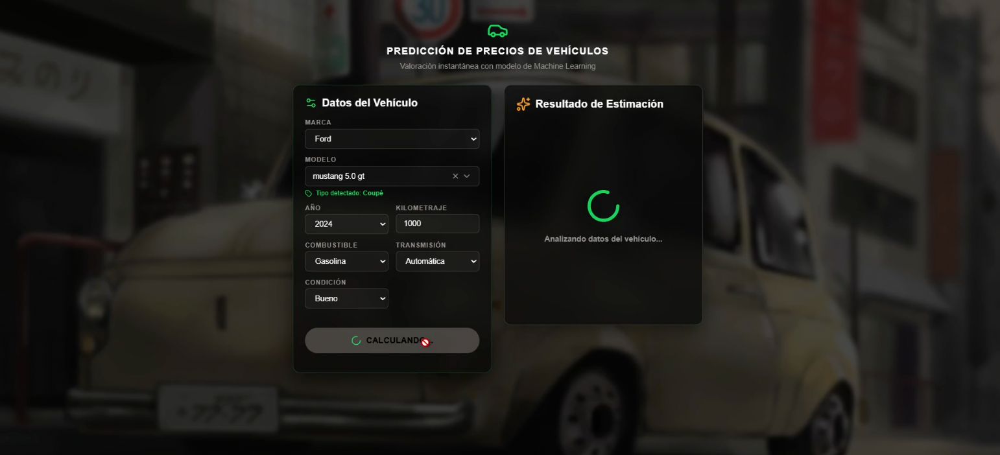 30
PREDICCIÓN DE PRECIOS DE VEHÍCULOS
Valoración instantánea con modelo de Machine Learning
Datos del Vehículo
MARCA
Ford
MODELO
mustang 5.0 gt
Tipo detectado: Coupé
AÑO
KILOMETRAJE
2024
1000
COMBUSTIBLE
TRANSMISIÓN
Gasolina
Automática
CONDICIÓN
Bueno
CALCULANDO...
Resultado de Estimación
Analizando datos del vehículo...